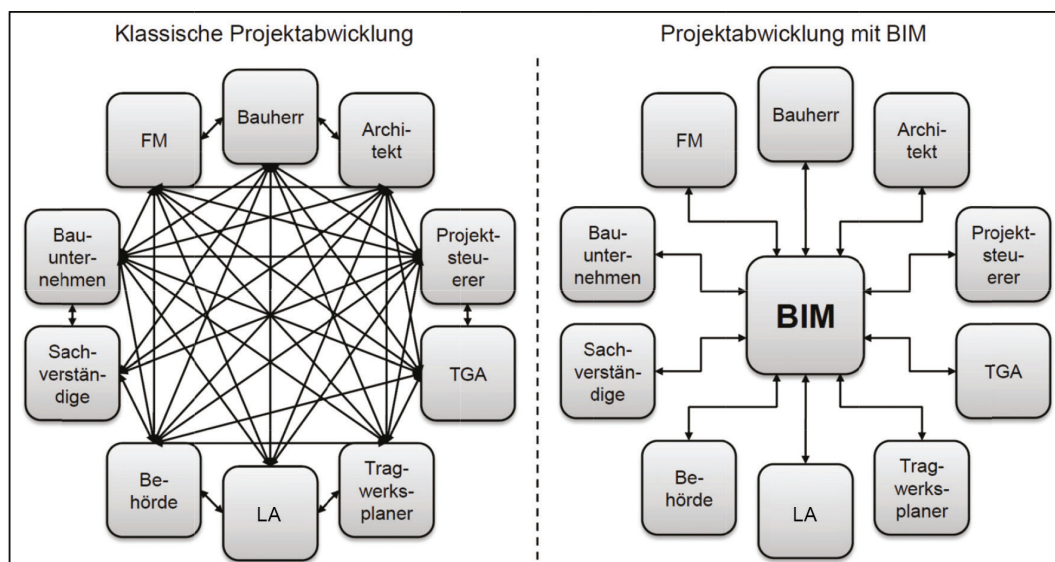 Klassische Projektabwicklung
FM
Bauherr
Archi-
tekt
Bau-
unter-
nehmen
Projekt-
steu-
erer
Sach-
verstän-
dige
TGA
Be-
hörde
LA
Trag-
werks-
planer
Projektabwicklung mit BIM
FM
Bauherr
Archi-
tekt
Bau-
unter-
nehmen
Projekt-
steu-
erer
BIM
Sach-
verstän-
dige
TGA
Be-
hörde
LA
Trag-
werks-
planer